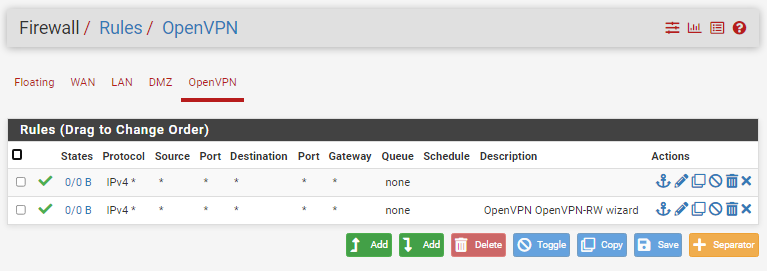 Firewall / Rules / OpenVPN
Floating WAN LAN DMZ OpenVPN
Rules (Drag to Change Order)
States Protocol Source Port Destination Port Gateway Queue Schedule Description Actions
0/0 B IPv4 * * * * * * none
0/0 B IPv4 * * * * * * none OpenVPN OpenVPN-RW wizard
Add Add Delete Toggle Copy Save Separator